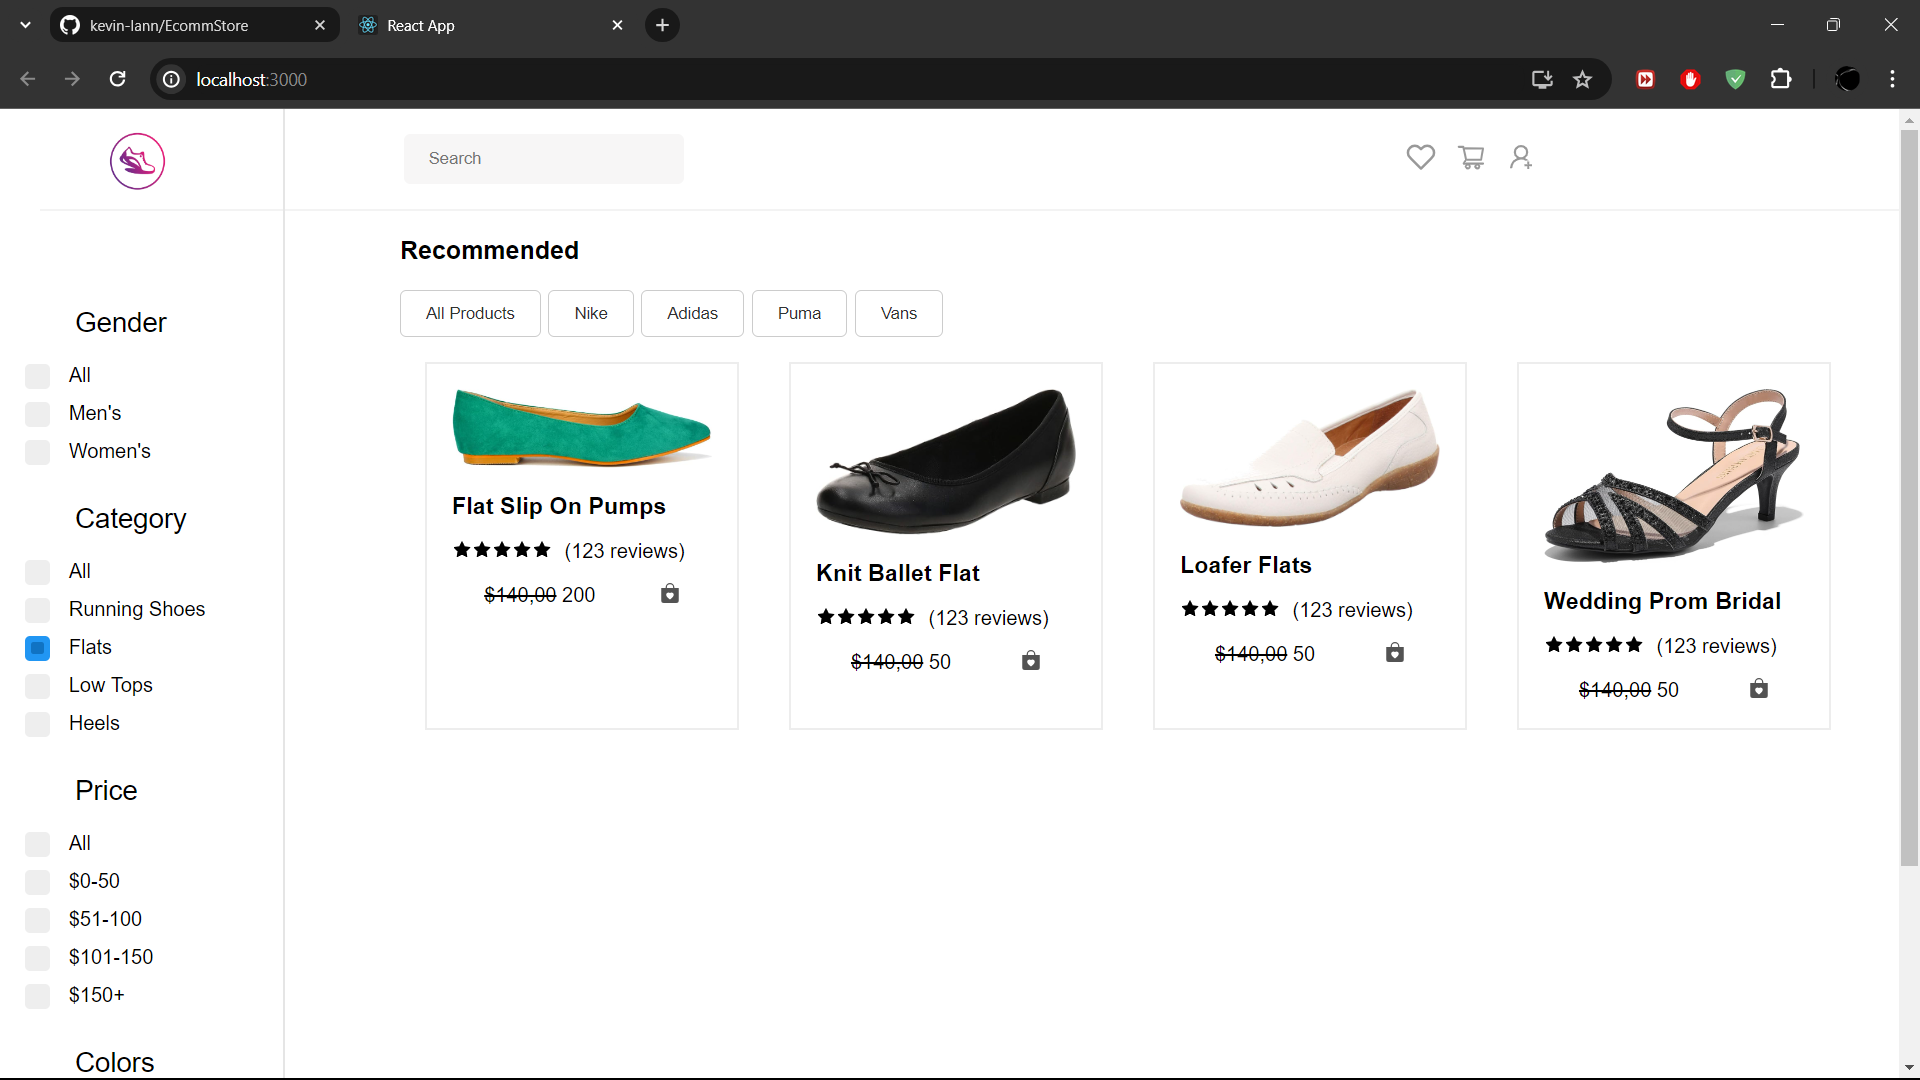 kevin-lann/EcommStore
React App
localhost:3000
Search
Recommended
All Products Nike Adidas Puma Vans
Gender
All
Men's
Women's
Category
All
Running Shoes
Flats
Low Tops
Heels
Price
All
$0-50
$51-100
$101-150
$150+
Colors
Flat Slip On Pumps
(123 reviews)
$140,00 200
Knit Ballet Flat
(123 reviews)
$140,00 50
Loafer Flats
(123 reviews)
$140,00 50
Wedding Prom Bridal
(123 reviews)
$140,00 50